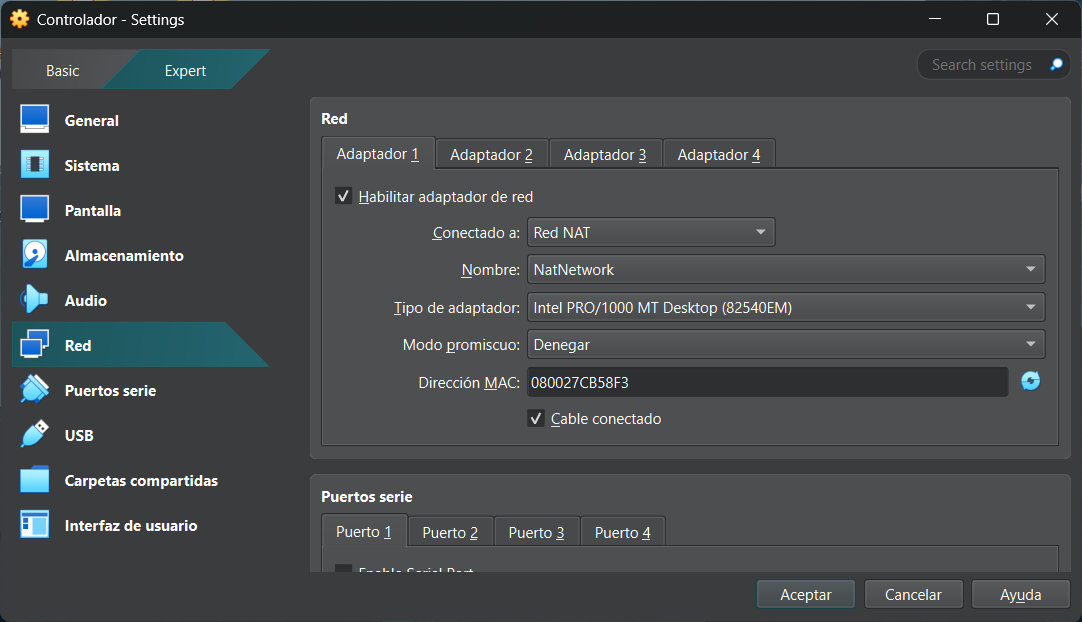 Controlador - Settings
Basic
Expert
Search settings
General
Sistema
Pantalla
Almacenamiento
Audio
Red
Puertos serie
USB
Carpetas compartidas
Interfaz de usuario
Red
Adaptador 1
Adaptador 2
Adaptador 3
Adaptador 4
Habilitar adaptador de red
Conectado a: Red NAT
Nombre: NatNetwork
Tipo de adaptador: Intel PRO/1000 MT Desktop (82540EM)
Modo promiscuo: Denegar
Dirección MAC: 080027CB58F3
Cable conectado
Puertos serie
Puerto 1
Puerto 2
Puerto 3
Puerto 4
Enable Serial Port
Aceptar
Cancelar
Ayuda